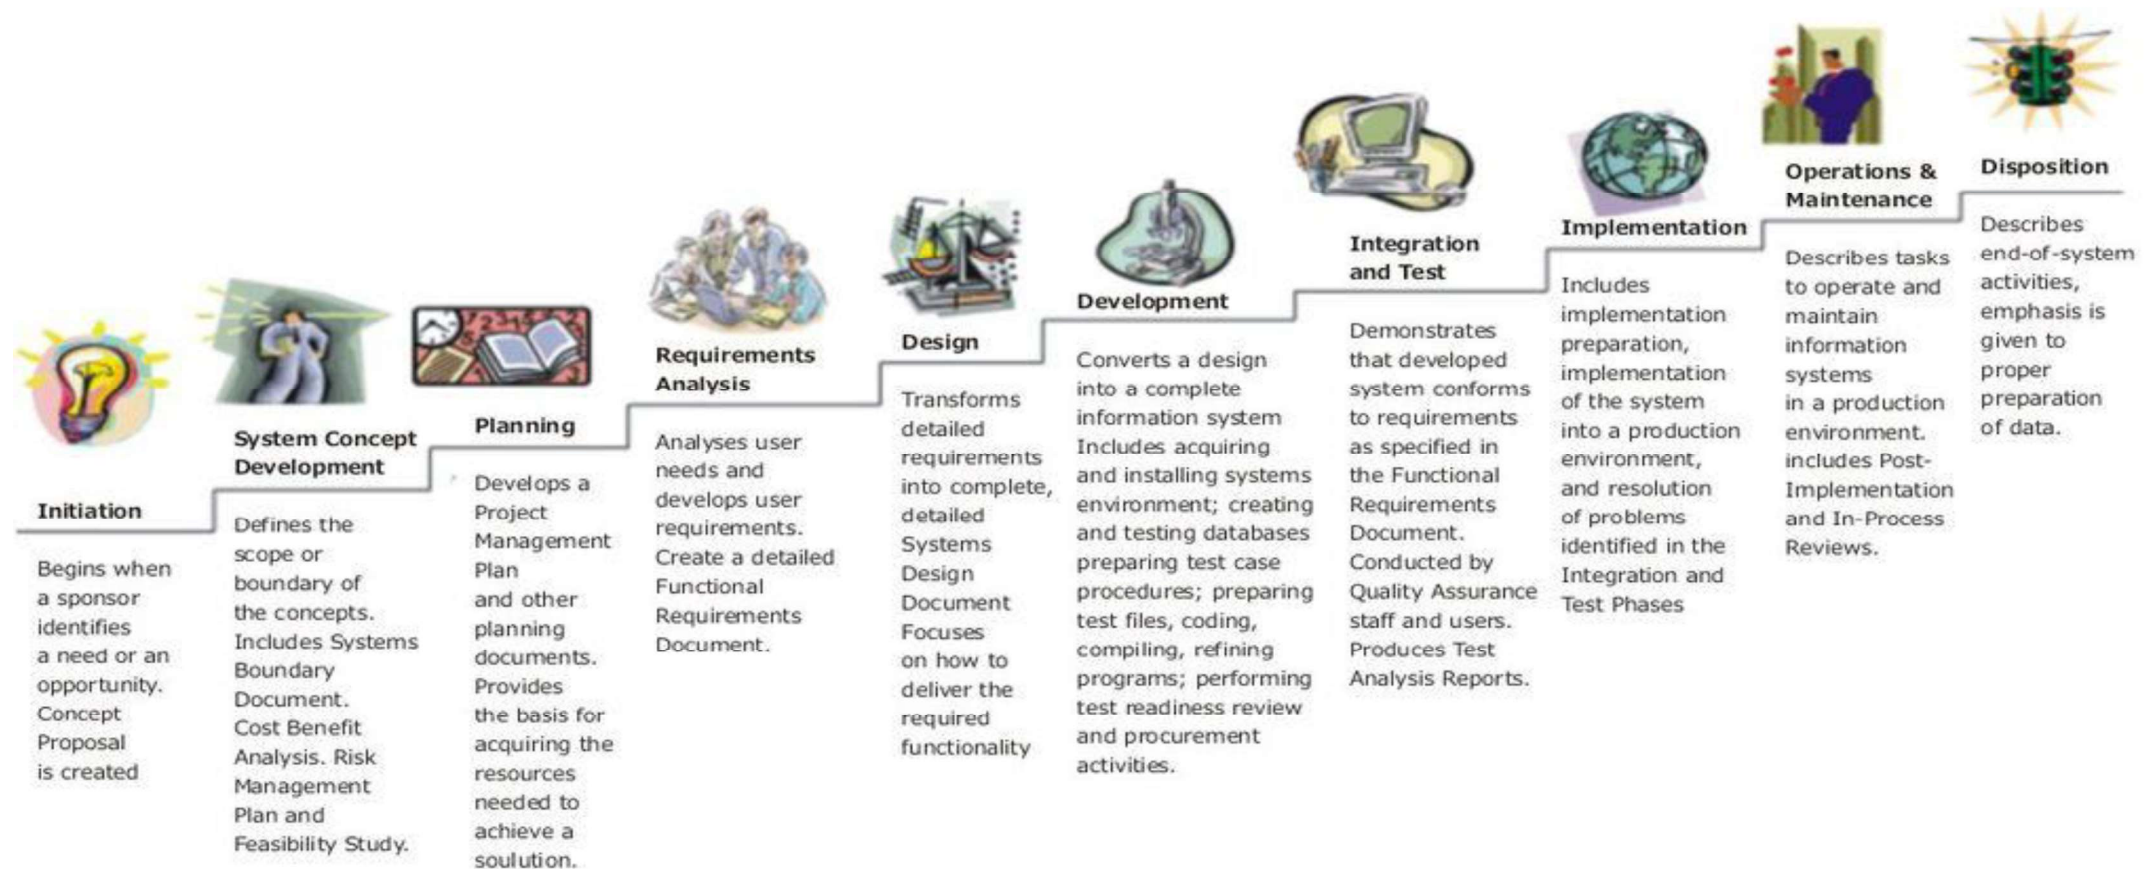 Initiation
Begins when
a sponsor
identifies
a need or an
opportunity.
Concept
Proposal
is created
System Concept
Development
Defines the
scope or
boundary of
the concepts.
Includes Systems
Boundary
Document.
Cost Benefit
Analysis. Risk
Management
Plan and
Feasibility Study.
Planning
Develops a
Project
Management
Plan
and other
planning
documents.
Provides
the basis for
acquiring the
resources
needed to
achieve a
soulution.
Requirements
Analysis
Analyses user
needs and
develops user
requirements.
Create a detailed
Functional
Requirements
Document.
Design
Transforms
detailed
requirements
into complete,
detailed
Systems
Design
Document
Focuses
on how to
deliver the
required
functionality
Development
Converts a design
into a complete
information system
Includes acquiring
and installing systems
environment; creating
and testing databases
preparing test case
procedures; preparing
test files, coding,
compiling, refining
programs; performing
test readiness review
and procurement
activities.
Integration
and Test
Demonstrates
that developed
system conforms
to requirements
as specified in
the Functional
Requirements
Document.
Conducted by
Quality Assurance
staff and users.
Produces Test
Analysis Reports.
Implementation
Includes
implementation
preparation,
implementation
of the system
into a production
environment,
and resolution
of problems
identified in the
Integration and
Test Phases
Operations &
Maintenance
Describes tasks
to operate and
maintain
information
systems
in a production
environment.
includes Post-
Implementation
and In-Process
Reviews.
Disposition
Describes
end-of-system
activities,
emphasis is
given to
proper
preparation
of data.